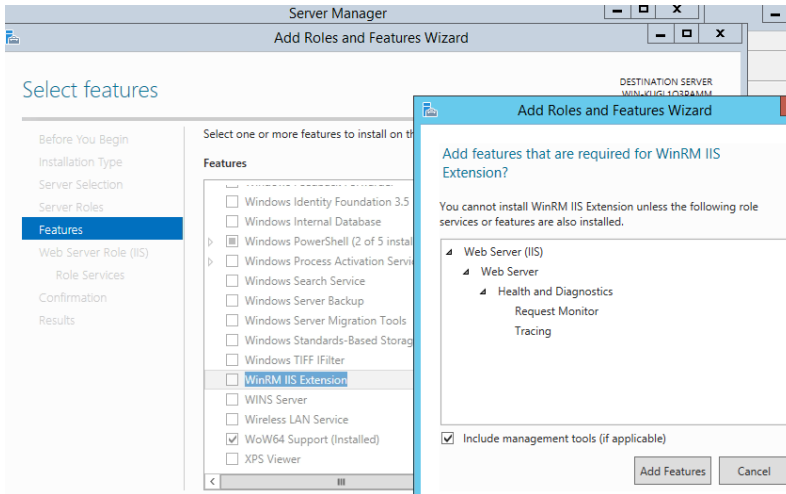 Server Manager
Add Roles and Features Wizard
Select features
DESTINATION SERVER
WIN-KUGL1O3PAMM
Before You Begin
Installation Type
Server Selection
Server Roles
Features
Web Server Role (IIS)
Role Services
Confirmation
Results
Select one or more features to install on th
Features
Windows Identity Foundation 3.5
Windows Internal Database
Windows PowerShell (2 of 5 instal
Windows Process Activation Servi
Windows Search Service
Windows Server Backup
Windows Server Migration Tools
Windows Standards-Based Storag
Windows TIFF IFilter
WinRM IIS Extension
WINS Server
Wireless LAN Service
WoW64 Support (Installed)
XPS Viewer
Add Roles and Features Wizard
Add features that are required for WinRM IIS
Extension?
You cannot install WinRM IIS Extension unless the following role
services or features are also installed.
Web Server (IIS)
Web Server
Health and Diagnostics
Request Monitor
Tracing
Include management tools (if applicable)
Add Features
Cancel